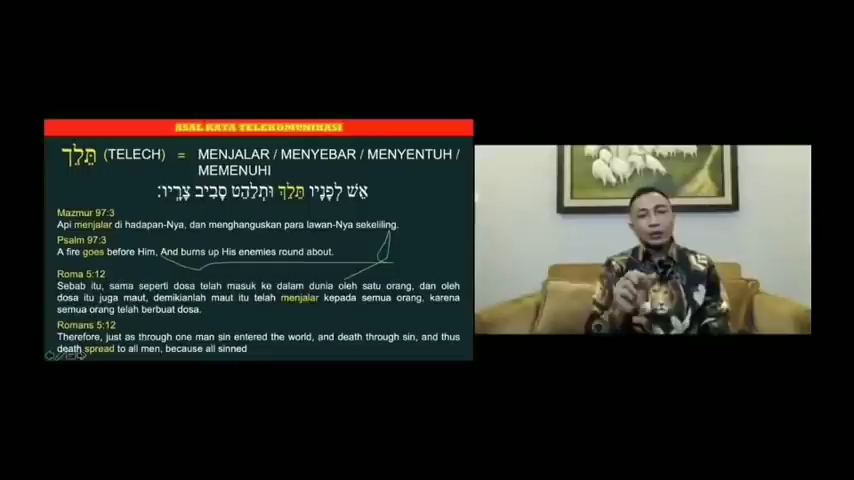 ASAL KATA TELEKOMUNIKASI
תֵּלֵךְ (TELECH) = MENJALAR / MENYEBAR / MENYENTUH /
MEMENUHI
אֵשׁ לְפָנָיו תֵּלֵךְ וּתְלַהֵט סָבִיב צָרָיו׃
Mazmur 97:3
Api menjalar di hadapan-Nya, dan menghanguskan para lawan-Nya sekeliling.
Psalm 97:3
A fire goes before Him, And burns up His enemies round about.
Roma 5:12
Sebab itu, sama seperti dosa telah masuk ke dalam dunia oleh satu orang, dan oleh
dosa itu juga maut, demikianlah maut itu telah menjalar kepada semua orang, karena
semua orang telah berbuat dosa.
Romans 5:12
Therefore, just as through one man sin entered the world, and death through sin, and thus
death spread to all men, because all sinned